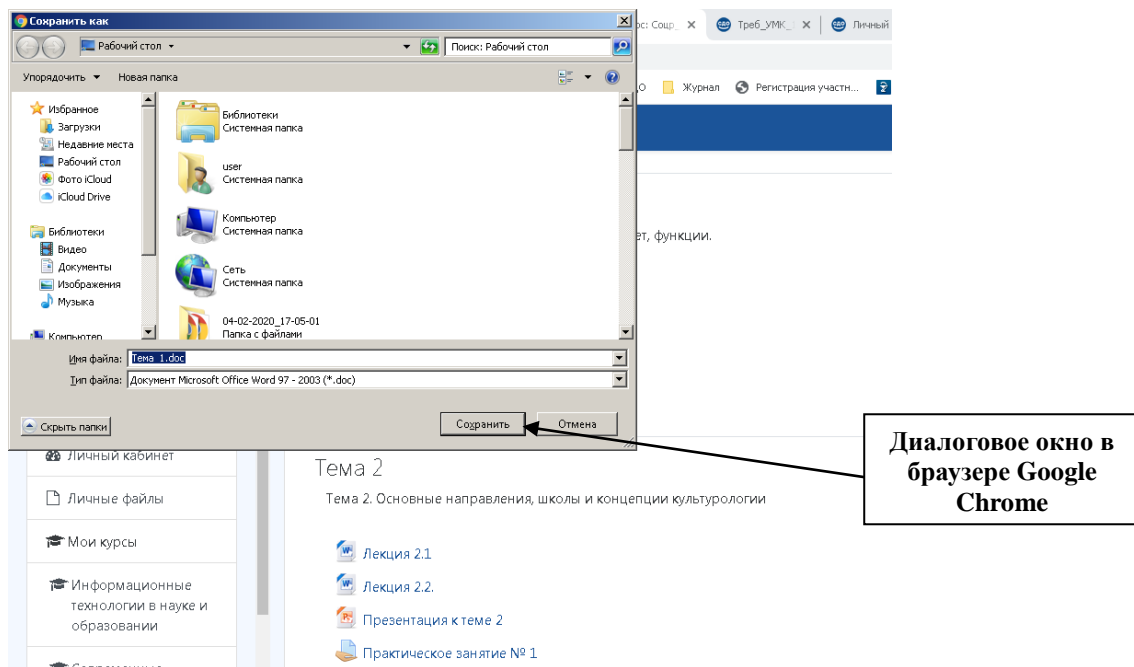 Сохранить как
Рабочий стол
Поиск: Рабочий стол
Упорядочить
Новая папка
Избранное
Загрузки
Недавние места
Рабочий стол
Фото iCloud
iCloud Drive
Библиотеки
Видео
Документы
Изображения
Музыка
Компьютер
Библиотеки
Системная папка
user
Системная папка
Компьютер
Системная папка
Сеть
Системная папка
04-02-2020_17-05-01
Папка с файлами
Имя файла: Тема_1.doc
Тип файла: Документ Microsoft Office Word 97 - 2003 (*.doc)
Скрыть папки
Сохранить
Отмена
рс: Соцр_
Треб_УМК_
Личный
Журнал
Регистрация участн...
ет, функции.
Диалоговое окно в
браузере Google
Chrome
Личный кабинет
Личные файлы
Мои курсы
Информационные
технологии в науке и
образовании
Тема 2
Тема 2. Основные направления, школы и концепции культурологии
Лекция 2.1
Лекция 2.2.
Презентация к теме 2
Практическое занятие № 1